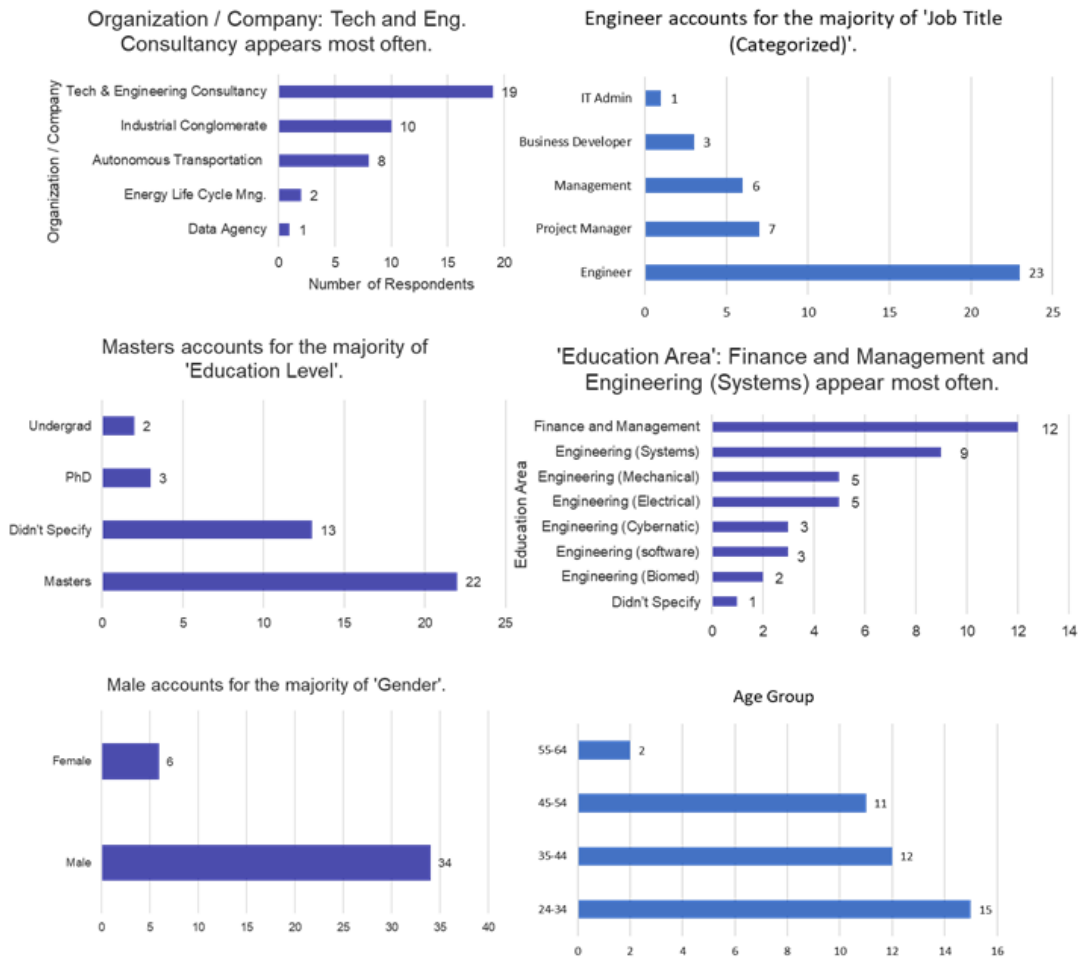 Organization / Company: Tech and Eng.
Consultancy appears most often.
Organization / Company
Tech & Engineering Consultancy
19
Industrial Conglomerate
10
Autonomous Transportation
8
Energy Life Cycle Mng.
2
Data Agency
1
0 5 10 15 20
Number of Respondents
Engineer accounts for the majority of 'Job Title
(Categorized)'.
IT Admin
1
Business Developer
3
Management
6
Project Manager
7
Engineer
23
0 5 10 15 20 25
Masters accounts for the majority of
'Education Level'.
Undergrad
2
PhD
3
Didn't Specify
13
Masters
22
0 5 10 15 20 25
'Education Area': Finance and Management and
Engineering (Systems) appear most often.
Education Area
Finance and Management
12
Engineering (Systems)
9
Engineering (Mechanical)
5
Engineering (Electrical)
5
Engineering (Cybernatic)
3
Engineering (software)
3
Engineering (Biomed)
2
Didn't Specify
1
0 2 4 6 8 10 12 14
Male accounts for the majority of 'Gender'.
Female
6
Male
34
0 5 10 15 20 25 30 35 40
Age Group
55-64
2
45-54
11
35-44
12
24-34
15
0 2 4 6 8 10 12 14 16